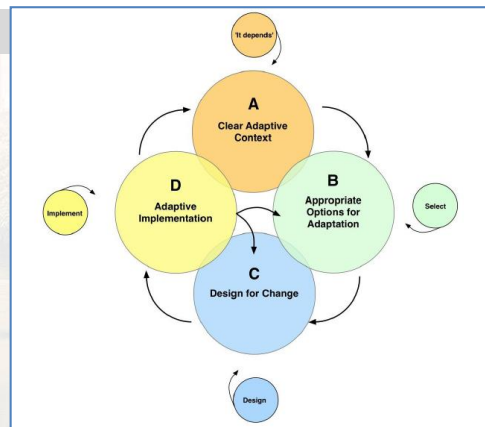 'It depends'
A
Clear Adaptive
Context
D
Adaptive
Implementation
B
Appropriate
Options for
Adaptation
Implement
Select
C
Design for Change
Design